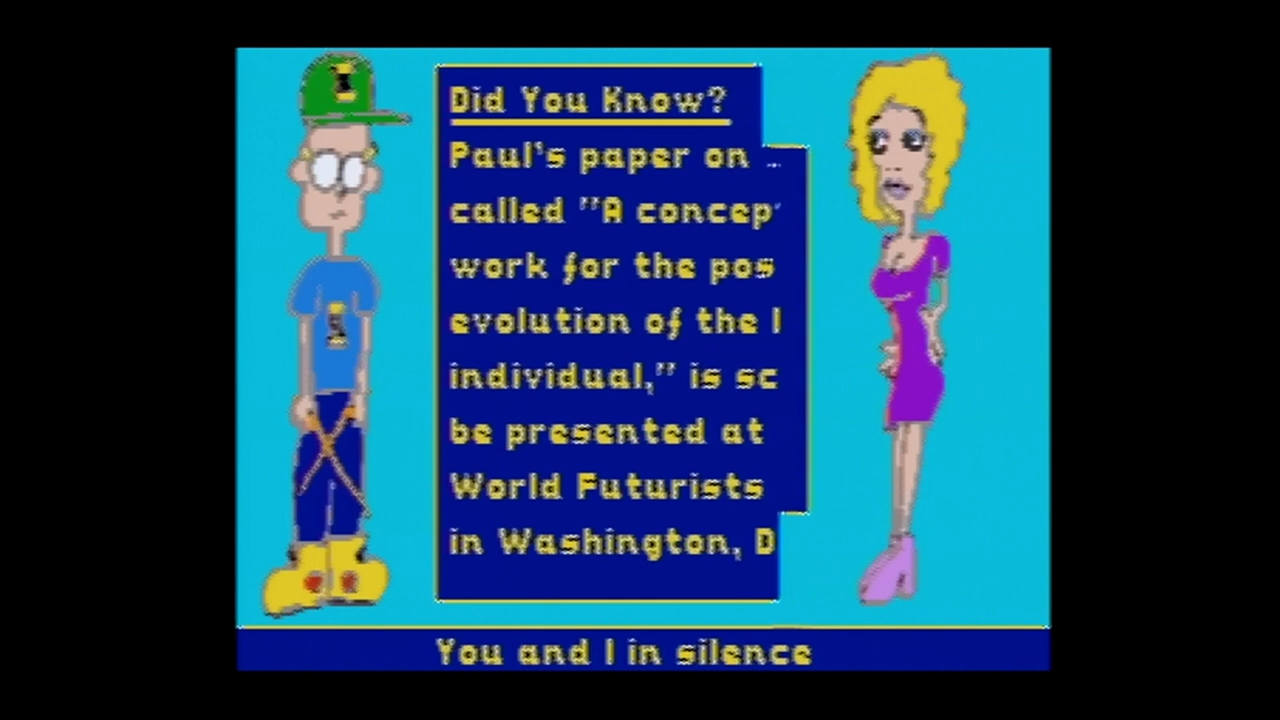 Did You Know?
Paul's paper on
called "A concep
work for the pos
evolution of the
individual," is sc
be presented at
World Futurists
in Washington, D
You and I in silence